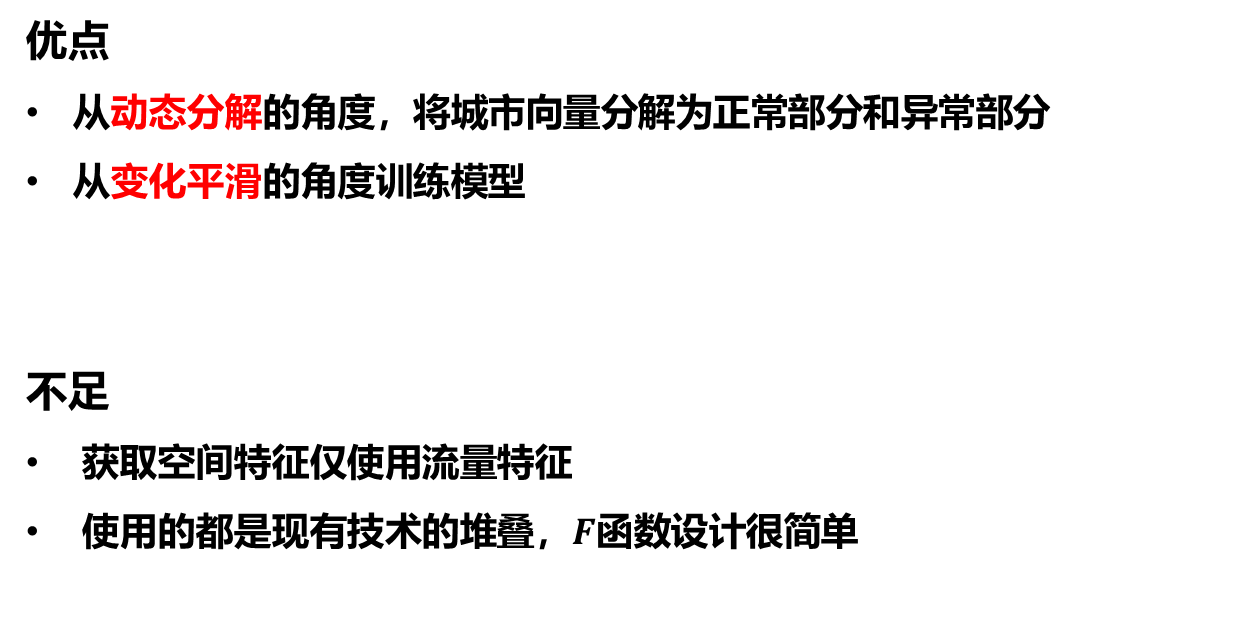 优点
• 从动态分解的角度，将城市向量分解为正常部分和异常部分
• 从变化平滑的角度训练模型
不足
• 获取空间特征仅使用流量特征
• 使用的都是现有技术的堆叠，F函数设计很简单